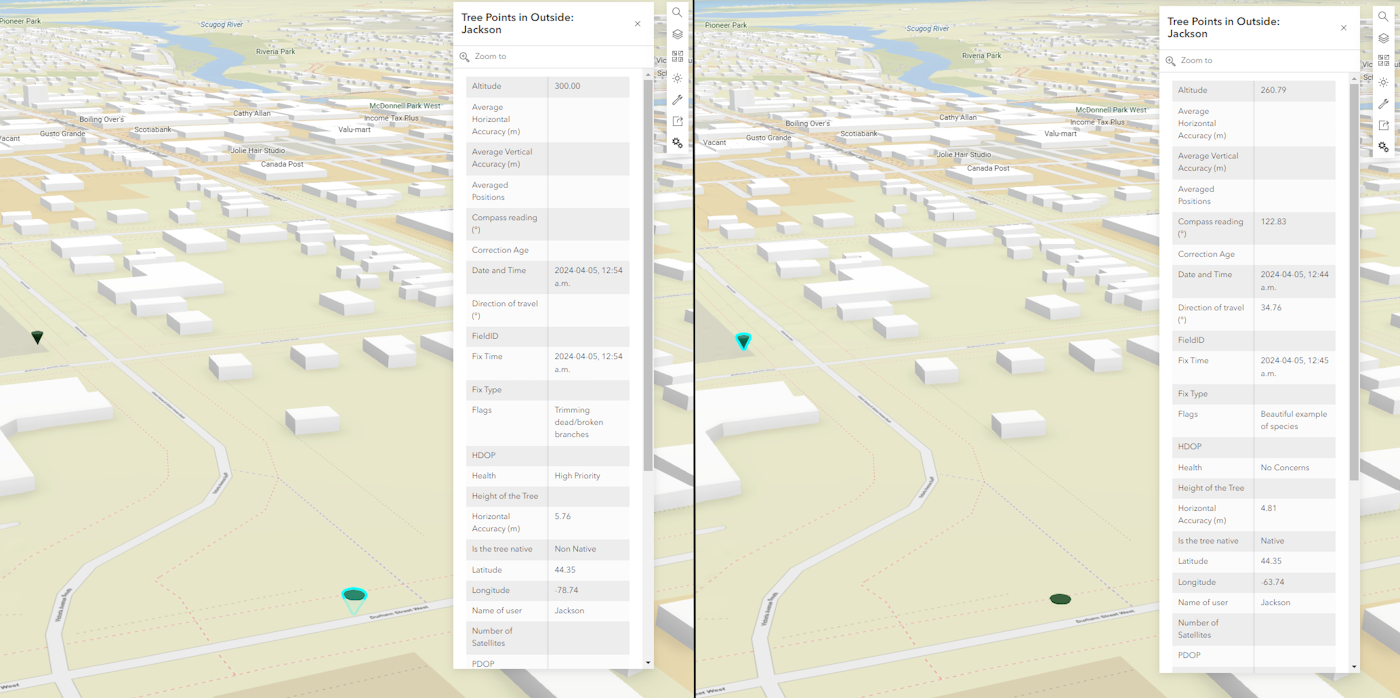 Pioneer Park
Scugog River
Riveria Park
McDonnell Park West
Boiling Over's
Cathy Allan
Income Tax Plus
Gusto Grande
Scotiabank
Valu-mart
Vacant
Jolie Hair Studio
Canada Post
Durham Street West
West
Tree Points in Outside:
Jackson
Zoom to
Altitude 300.00
Average
Horizontal
Accuracy (m)
Average Vertical
Accuracy (m)
Averaged
Positions
Compass reading
(°)
Correction Age
Date and Time 2024-04-05, 12:54
a.m.
Direction of travel
(°)
FieldID
Fix Time 2024-04-05, 12:54
a.m.
Fix Type
Flags Trimming
dead/broken
branches
HDOP
Health High Priority
Height of the Tree
Horizontal 5.76
Accuracy (m)
Is the tree native Non Native
Latitude 44.35
Longitude -78.74
Name of user Jackson
Number of
Satellites
PDOP
Pioneer Park
Scugog River
Riveria Park
McDonnell Park West
Boiling Over's
Cathy Allan
Income Tax Plus
Gusto Grande
Scotiabank
Valu-mart
Vacant
Jolie Hair Studio
Canada Post
Durham Street West
West
Tree Points in Outside:
Jackson
Zoom to
Altitude 260.79
Average
Horizontal
Accuracy (m)
Average Vertical
Accuracy (m)
Averaged
Positions
Compass reading 122.83
(°)
Correction Age
Date and Time 2024-04-05, 12:44
a.m.
Direction of travel 34.76
(°)
FieldID
Fix Time 2024-04-05, 12:45
a.m.
Fix Type
Flags Beautiful example
of species
HDOP
Health No Concerns
Height of the Tree
Horizontal 4.81
Accuracy (m)
Is the tree native Native
Latitude 44.35
Longitude -63.74
Name of user Jackson
Number of
Satellites
PDOP